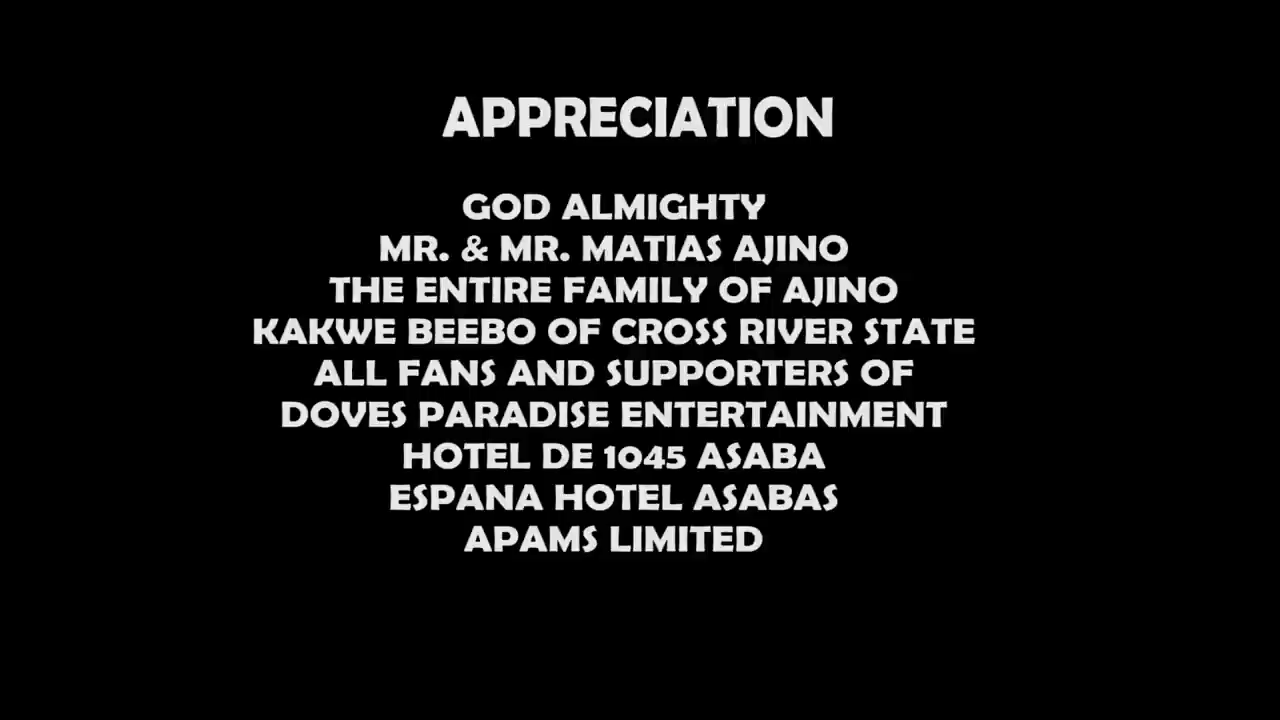 APPRECIATION
GOD ALMIGHTY
MR. & MR. MATIAS AJINO
THE ENTIRE FAMILY OF AJINO
KAKWE BEEBO OF CROSS RIVER STATE
ALL FANS AND SUPPORTERS OF
DOVES PARADISE ENTERTAINMENT
HOTEL DE 1045 ASABA
ESPANA HOTEL ASABAS
APAMS LIMITED